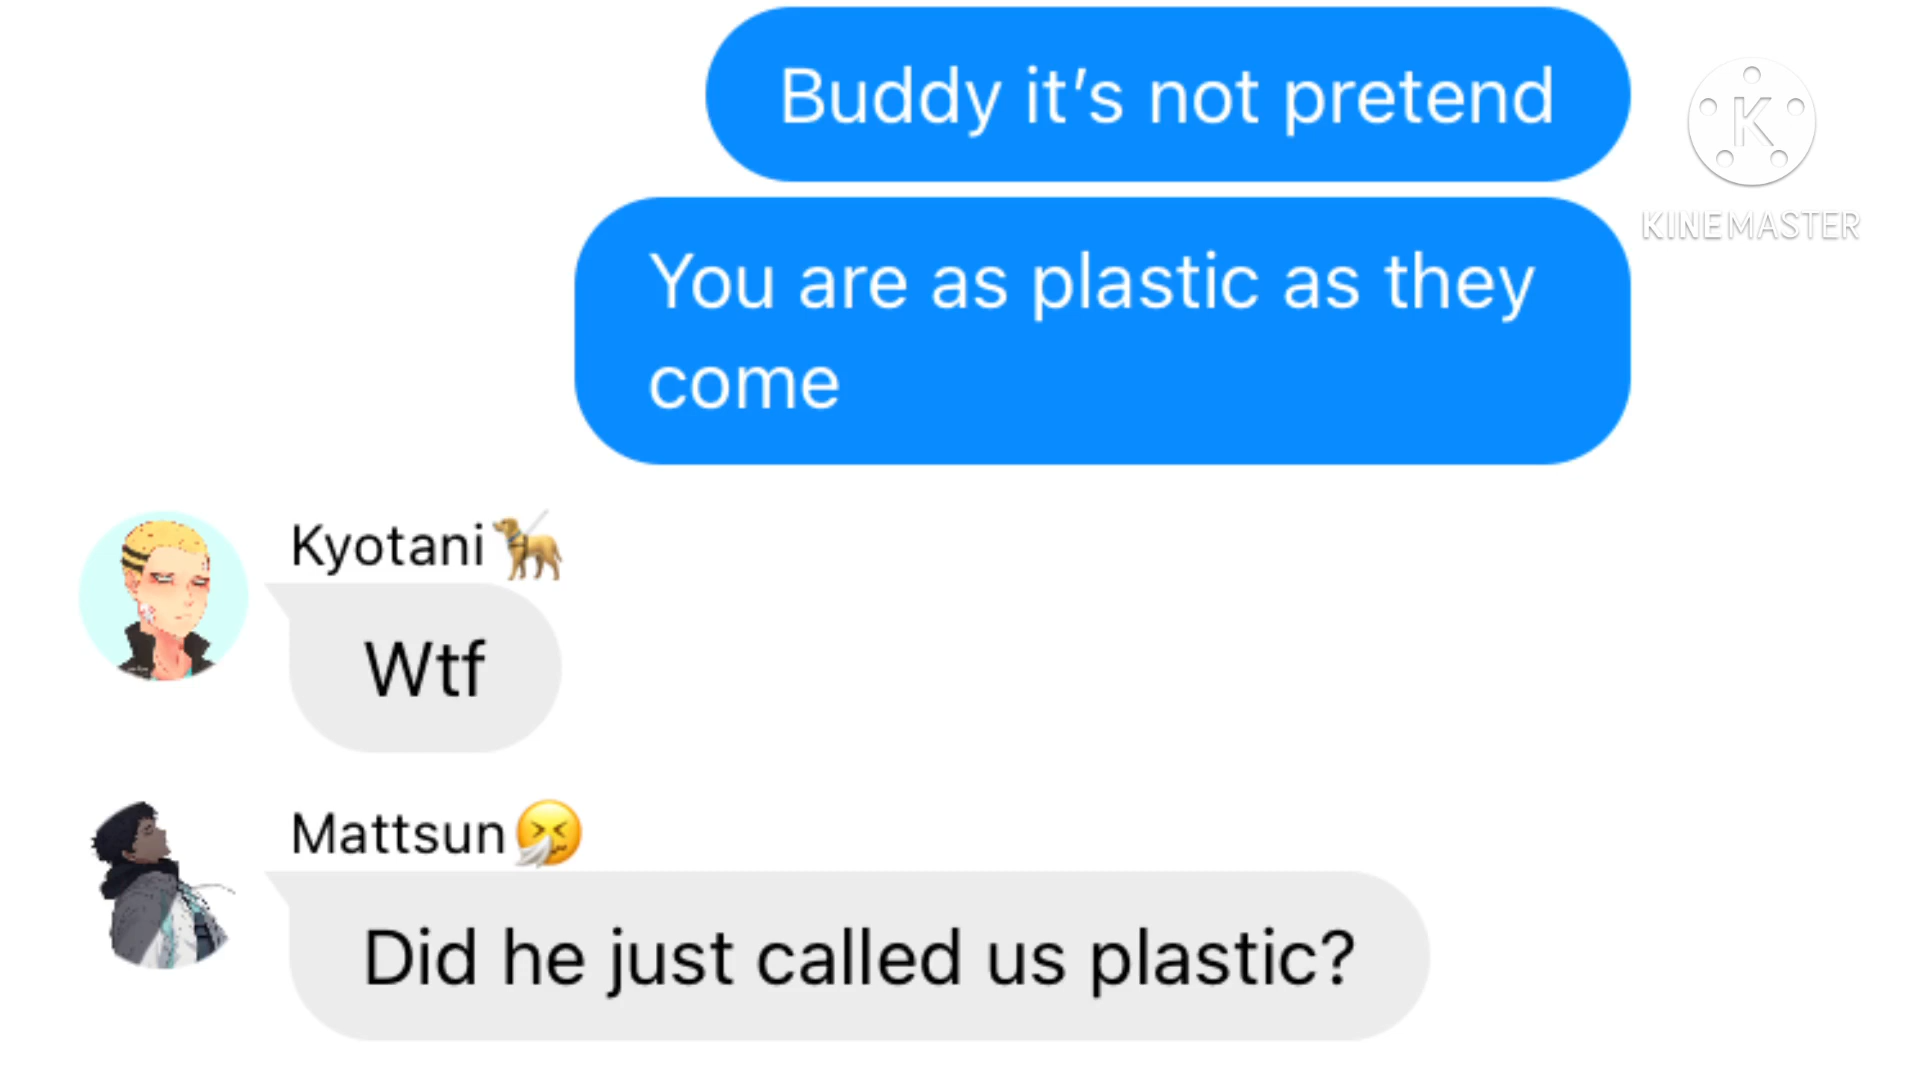 Buddy it’s not pretend
K
KINEMASTER
You are as plastic as they
come
Kyotani🦮
Wtf
Mattsun🤧
Did he just called us plastic?